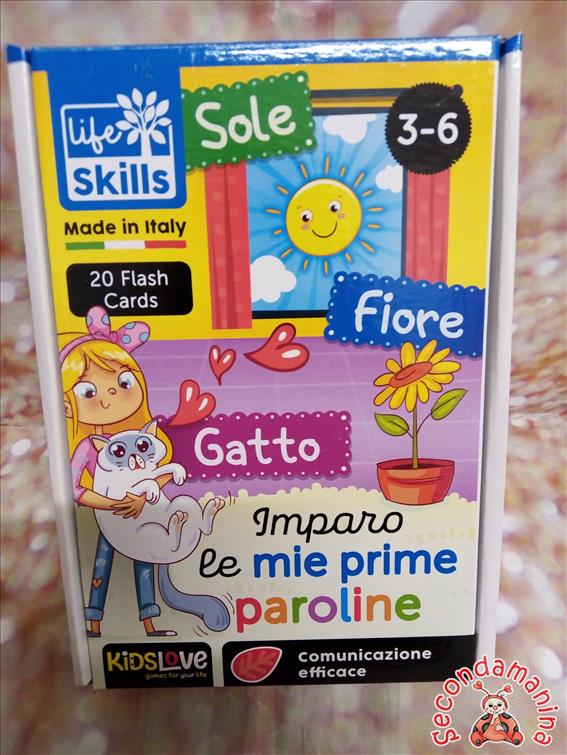 life
Skills
Sole
3-6
Made in Italy
20 Flash
Cards
Fiore
Gatto
Imparo
le mie prime
paroline
KiDSLOVE
games for your life
Comunicazione
efficace
Secondamanina